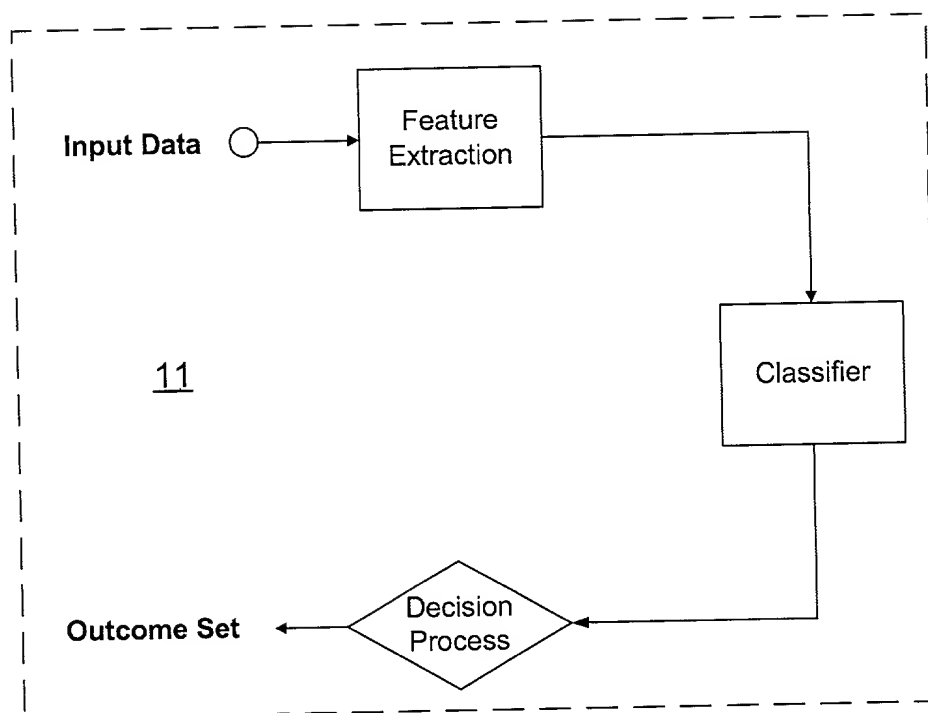 Input Data
Feature
Extraction
11
Classifier
Decision
Process
Outcome Set